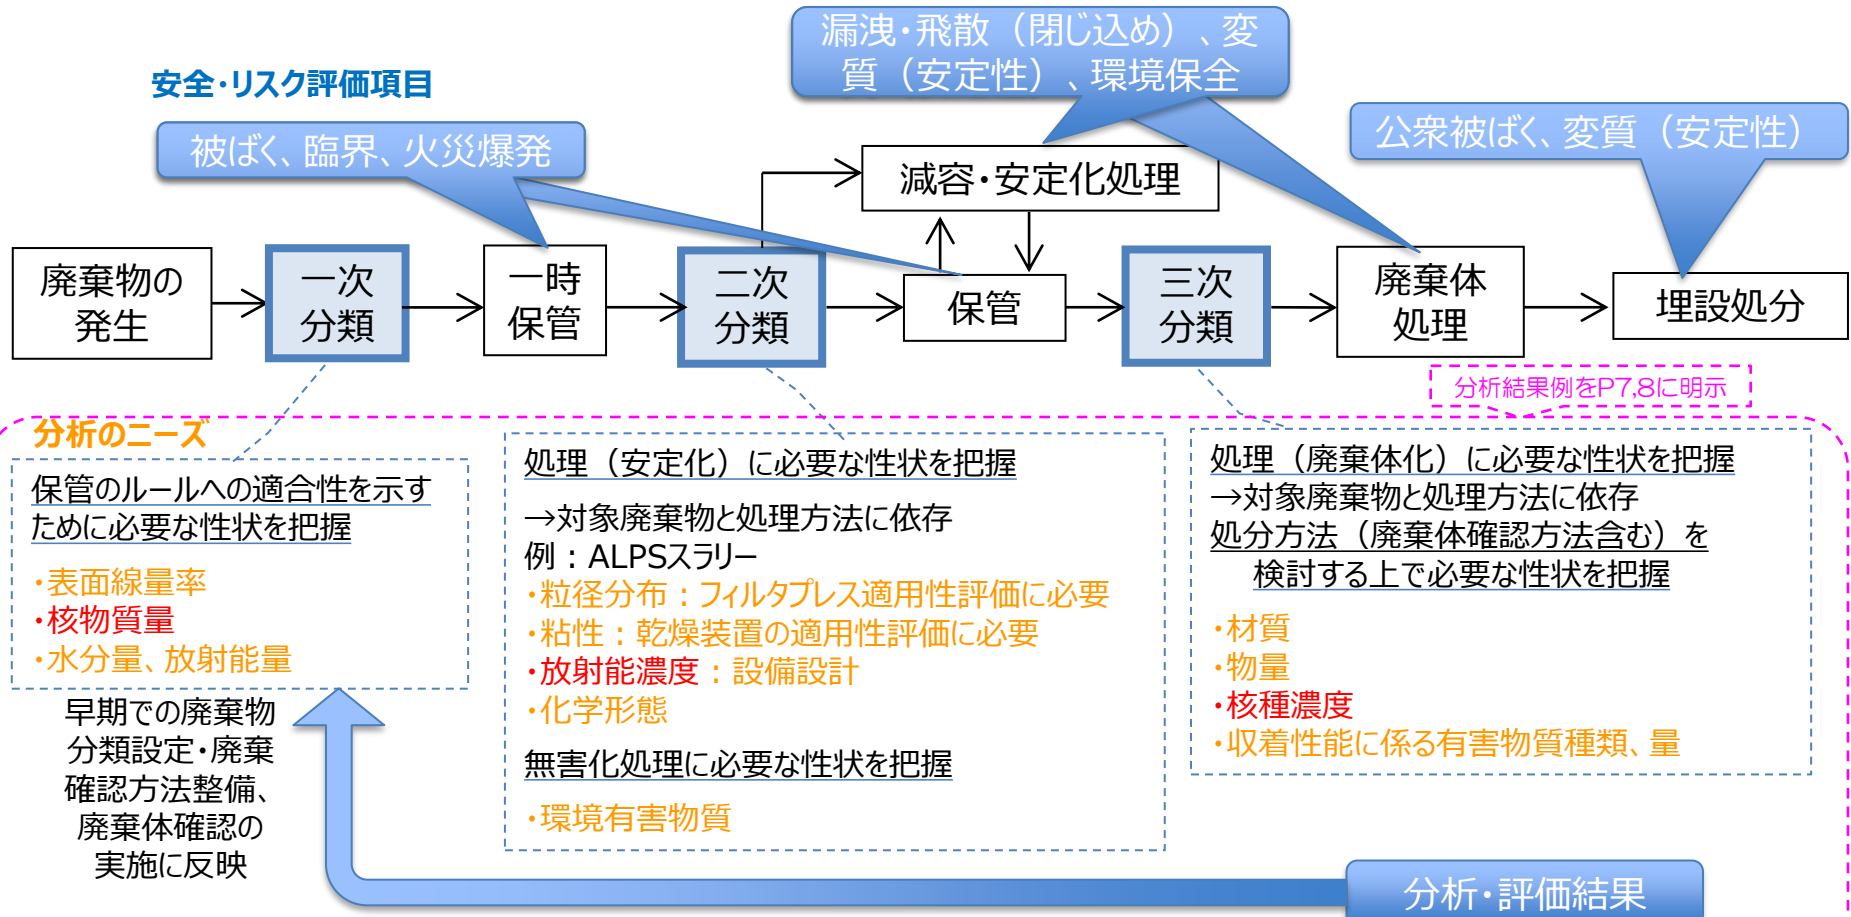 漏洩・飛散（閉じ込め）、変
質（安定性）、環境保全
安全・リスク評価項目
被ばく、臨界、火災爆発
公衆被ばく、変質（安定性）
減容・安定化処理
廃棄物の
発生
一次
分類
一時
保管
二次
分類
保管
三次
分類
廃棄体
処理
埋設処分
分析結果例をP7,8に明示
分析のニーズ
保管のルールへの適合性を示す
ために必要な性状を把握
・表面線量率
・核物質量
・水分量、放射能量
早期での廃棄物
分類設定・廃棄
確認方法整備、
廃棄体確認の
実施に反映
処理（安定化）に必要な性状を把握
→対象廃棄物と処理方法に依存
例：ALPSスラリー
・粒径分布：フィルタプレス適用性評価に必要
・粘性：乾燥装置の適用性評価に必要
・放射能濃度：設備設計
・化学形態
無害化処理に必要な性状を把握
・環境有害物質
処理（廃棄体化）に必要な性状を把握
→対象廃棄物と処理方法に依存
処分方法（廃棄体確認方法含む）を
検討する上で必要な性状を把握
・材質
・物量
・核種濃度
・収着性能に係る有害物質種類、量
分析・評価結果